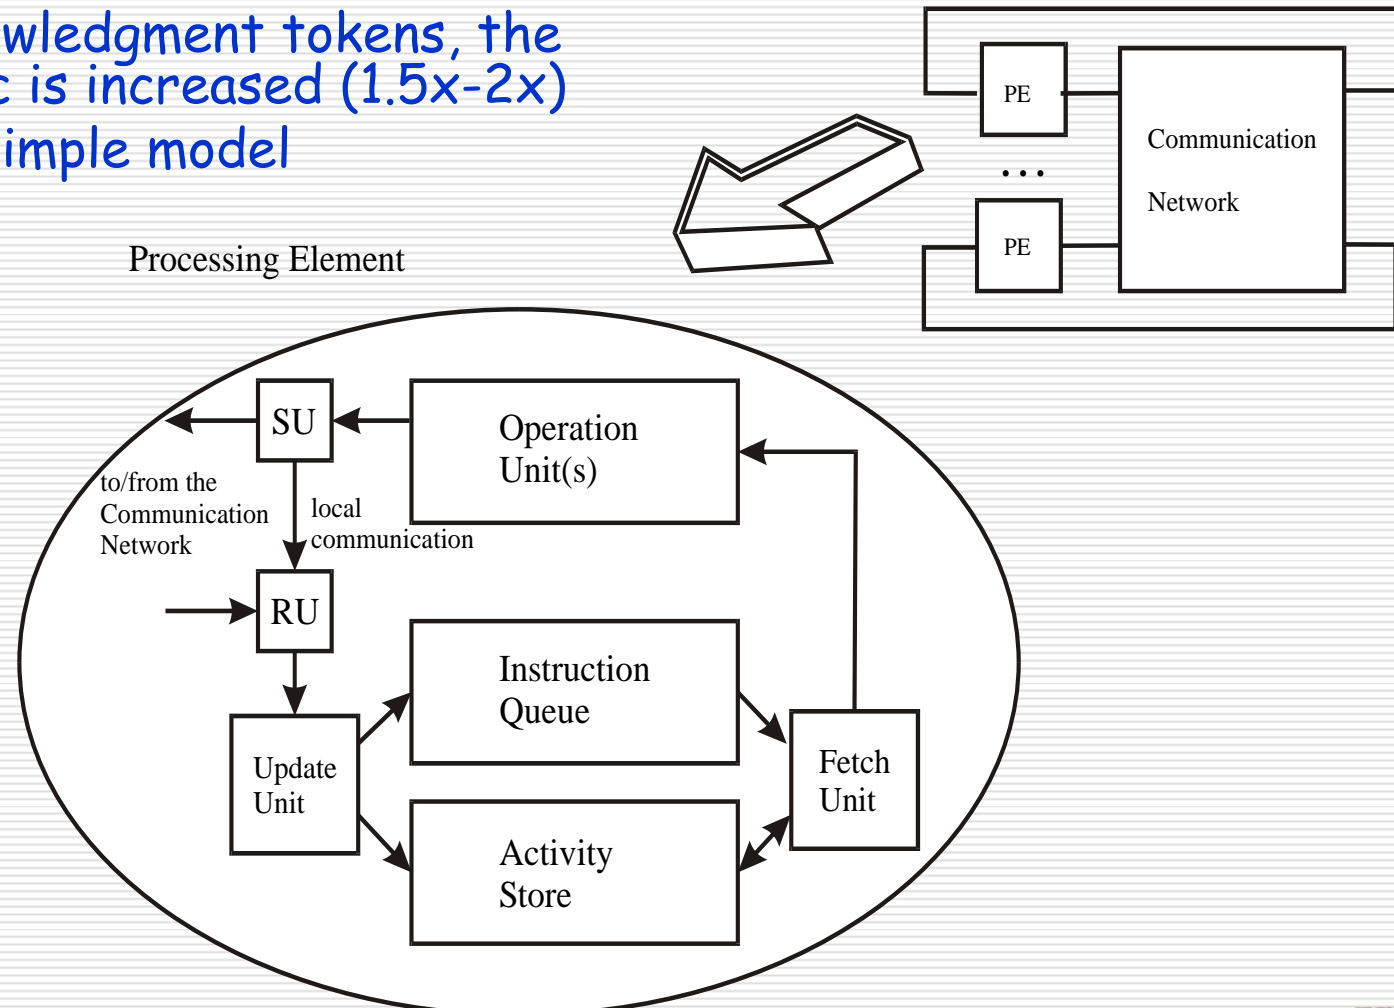 wledgment tokens, the
c is increased (1.5x-2x)
imple model
PE
Communication
Network
...
PE
Processing Element
SU
Operation
Unit(s)
to/from the
Communication
Network
local
communication
RU
Instruction
Queue
Update
Unit
Fetch
Unit
Activity
Store